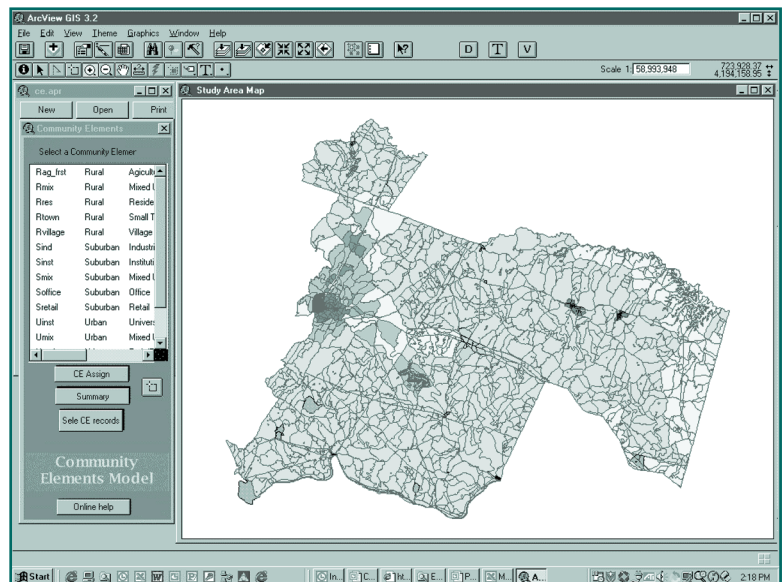 ArcView GIS 3.2
File Edit View Theme Graphics Window Help
D T V
T
Scale 1: 58,993,948
723,928.37
4,194,158.95
ce.apr
New Open Print
Community Elements
Select a Community Elemer
Rag_frst Rural Agicultu
Rmix Rural Mixed U
Rres Rural Reside
Rtown Rural Small T
Rvillage Rural Village
Sind Suburban Industri
Sinst Suburban Instituti
Smix Suburban Mixed U
Soffice Suburban Office
Sretail Suburban Retail
Uinst Urban Univers
Umix Urban Mixed U
CE Assign
Summary
Sele CE records
Community
Elements Model
Online help
Study Area Map
Start In... C... ht... E... P... M... A... 2:18 PM